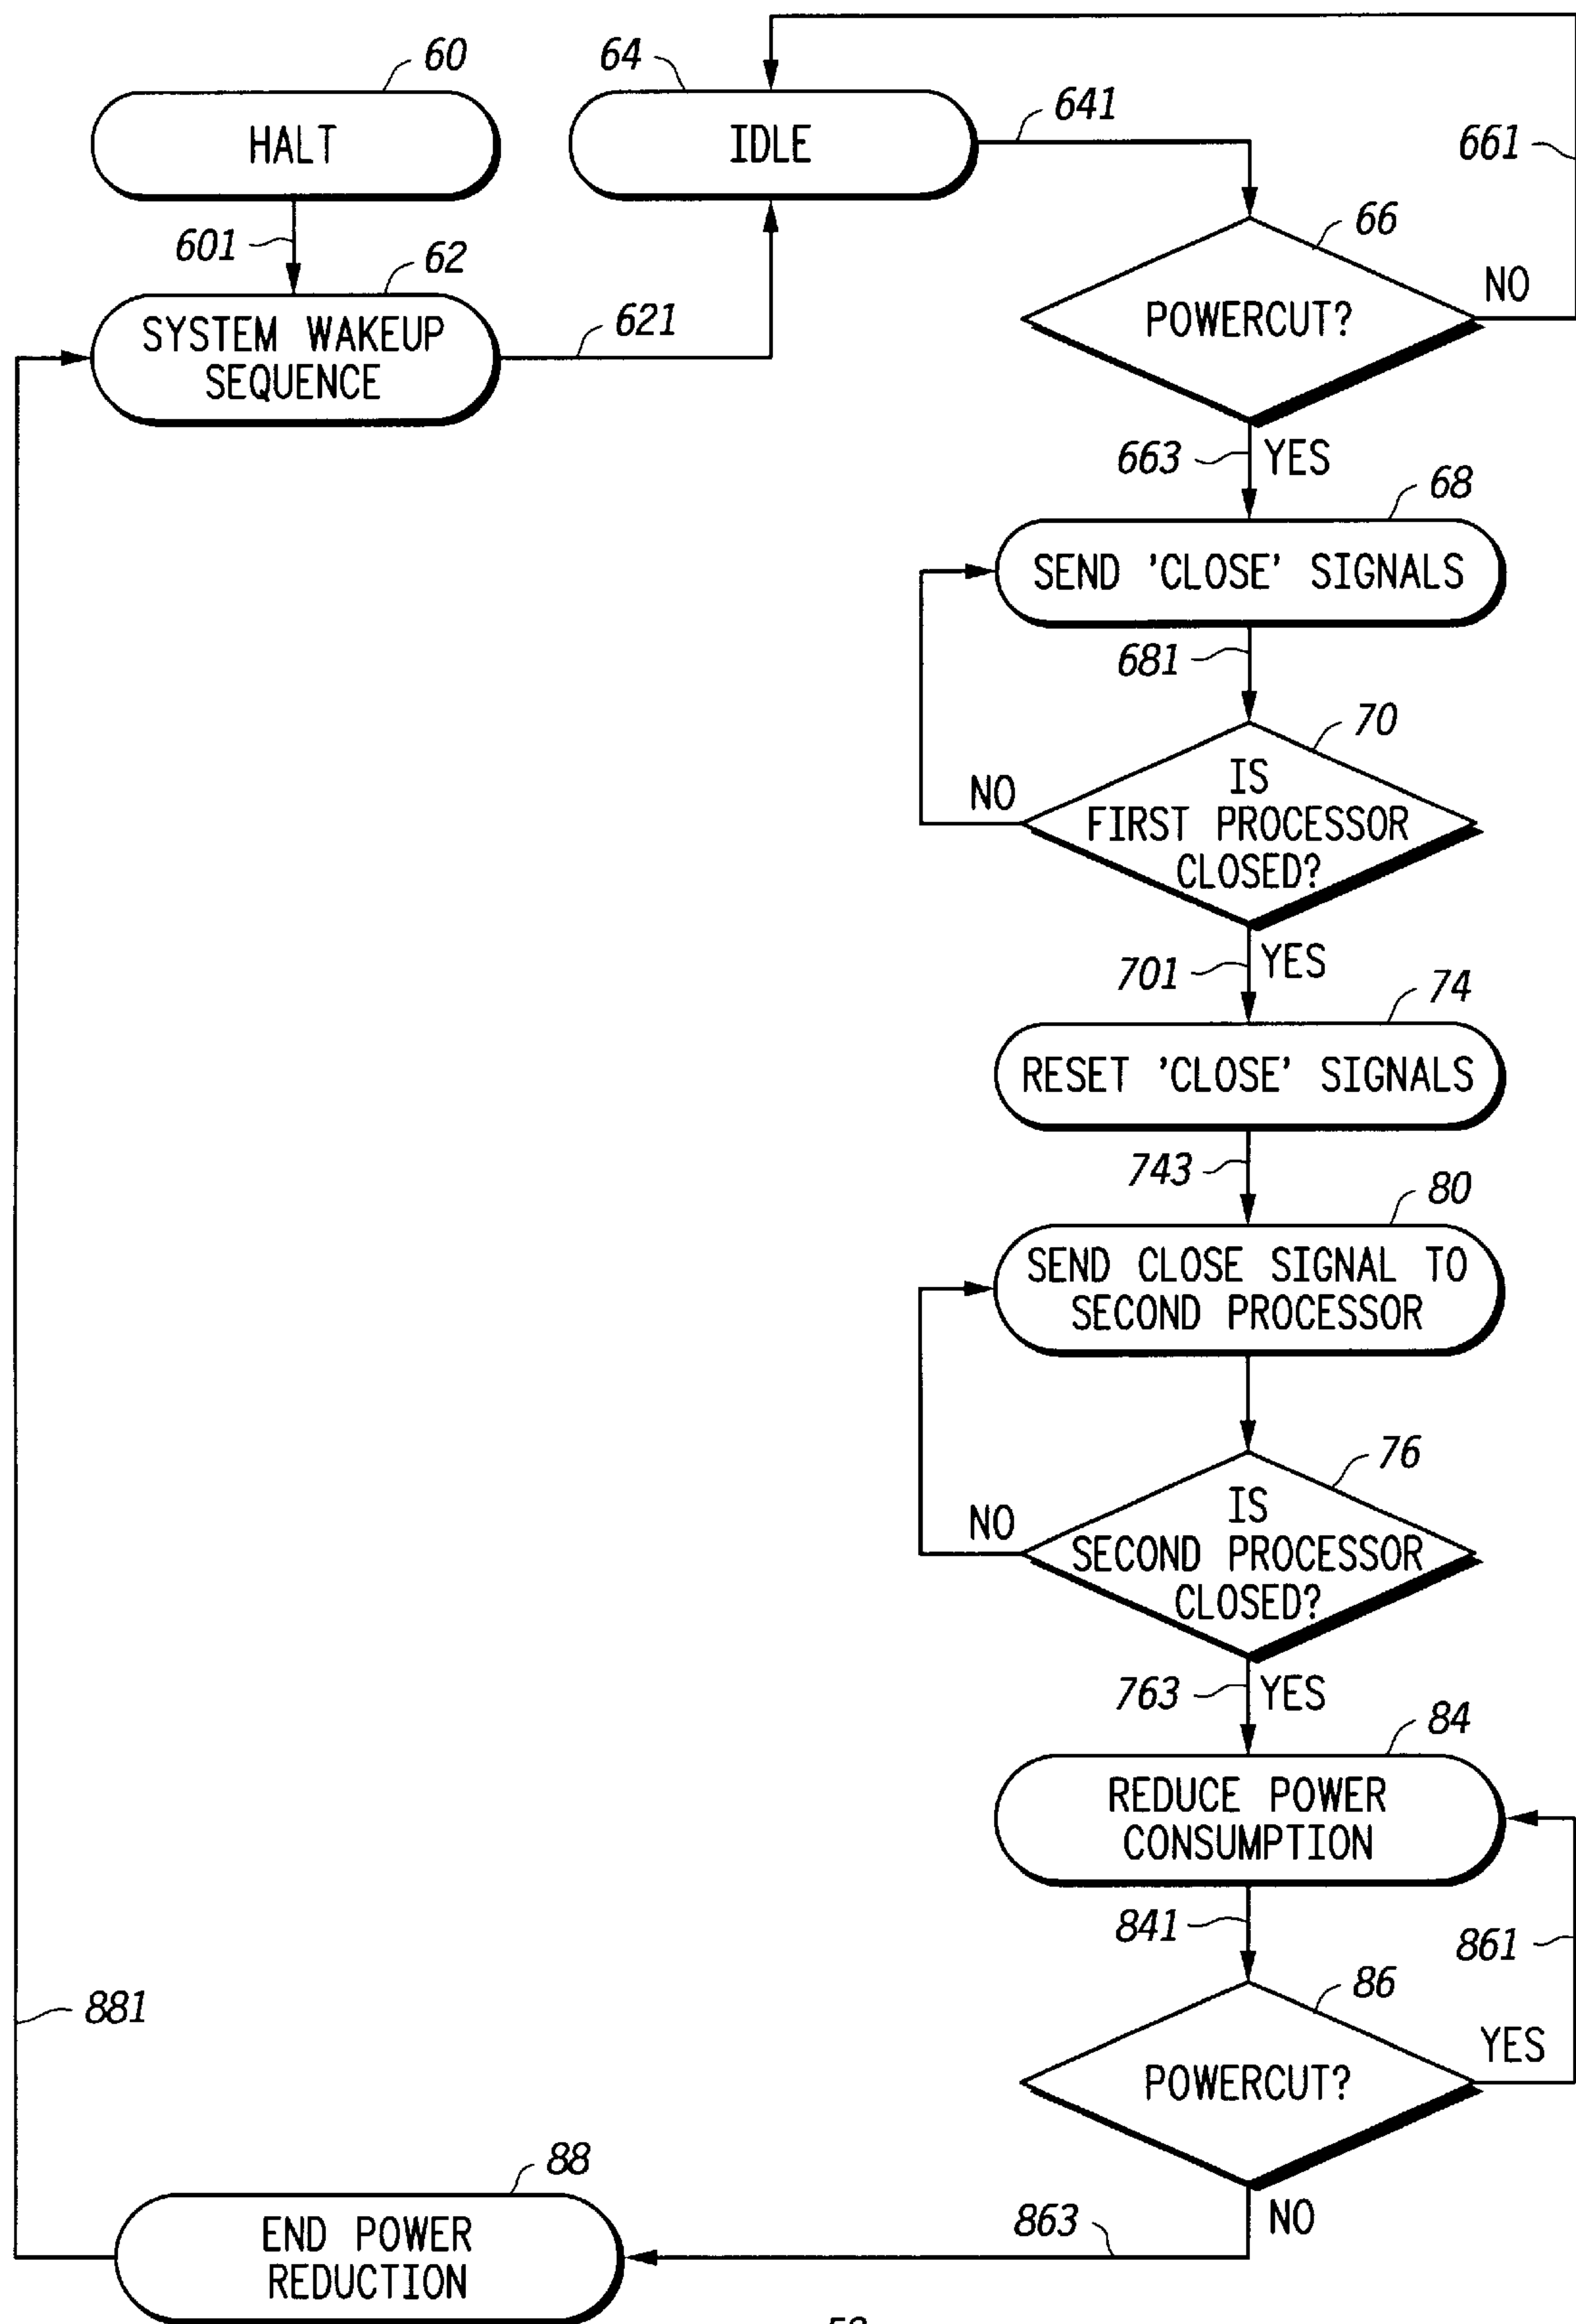 60
HALT
601
62
SYSTEM WAKEUP
SEQUENCE
621
64
IDLE
641
661
66
POWERCUT?
NO
663
YES
68
SEND 'CLOSE' SIGNALS
681
70
IS
FIRST PROCESSOR
CLOSED?
NO
701
YES
74
RESET 'CLOSE' SIGNALS
743
80
SEND CLOSE SIGNAL TO
SECOND PROCESSOR
76
IS
SECOND PROCESSOR
CLOSED?
NO
763
YES
84
REDUCE POWER
CONSUMPTION
841
861
86
POWERCUT?
YES
NO
863
88
END POWER
REDUCTION
881